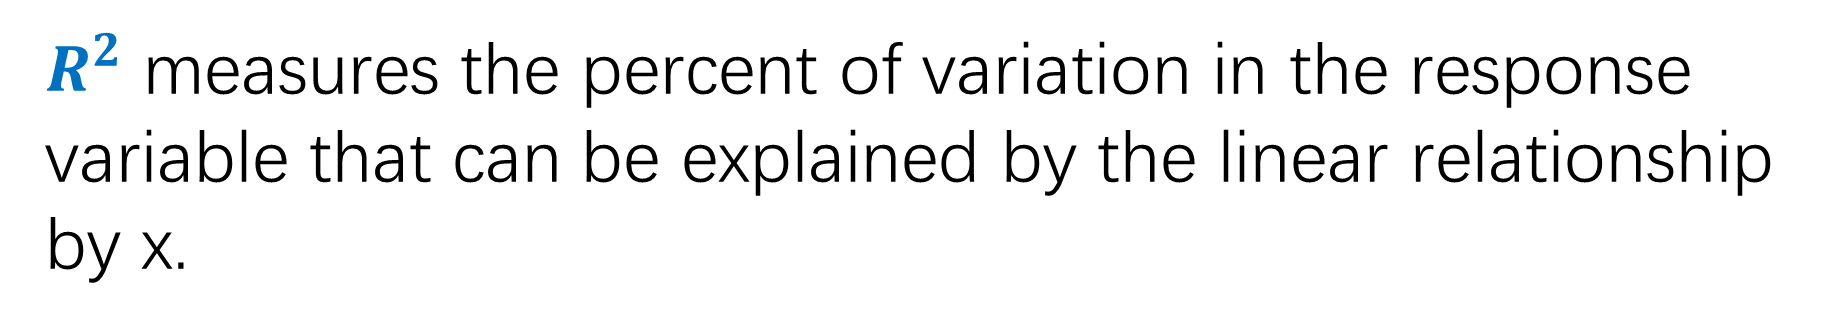 R² measures the percent of variation in the response
variable that can be explained by the linear relationship
by x.